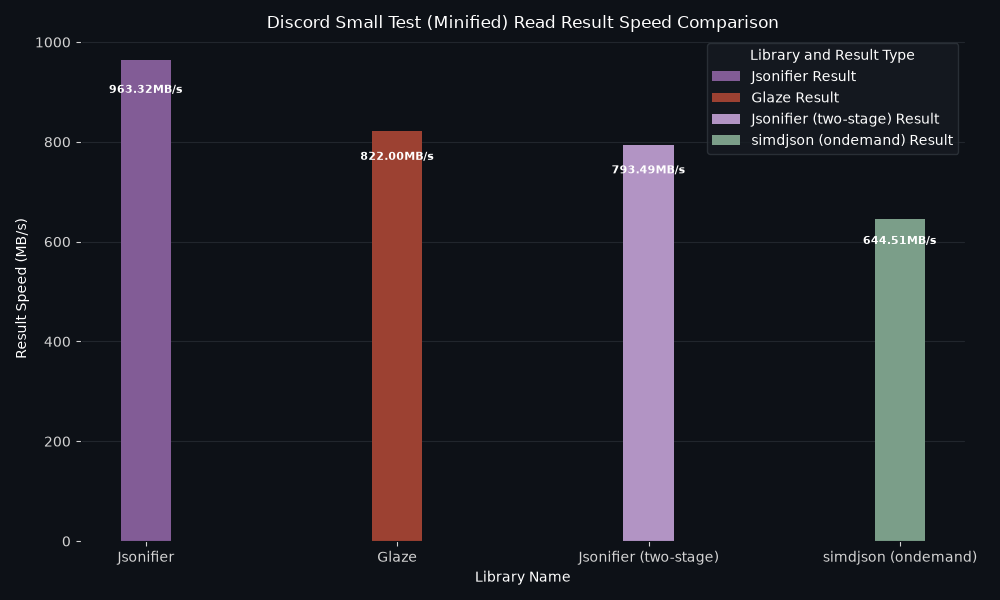 Discord Small Test (Minified) Read Result Speed Comparison
Result Speed (MB/s)
1000
800
600
400
200
0
963.32MB/s
822.00MB/s
793.49MB/s
644.51MB/s
Library and Result Type
Jsonifier Result
Glaze Result
Jsonifier (two-stage) Result
simdjson (ondemand) Result
Jsonifier
Glaze
Jsonifier (two-stage)
simdjson (ondemand)
Library Name